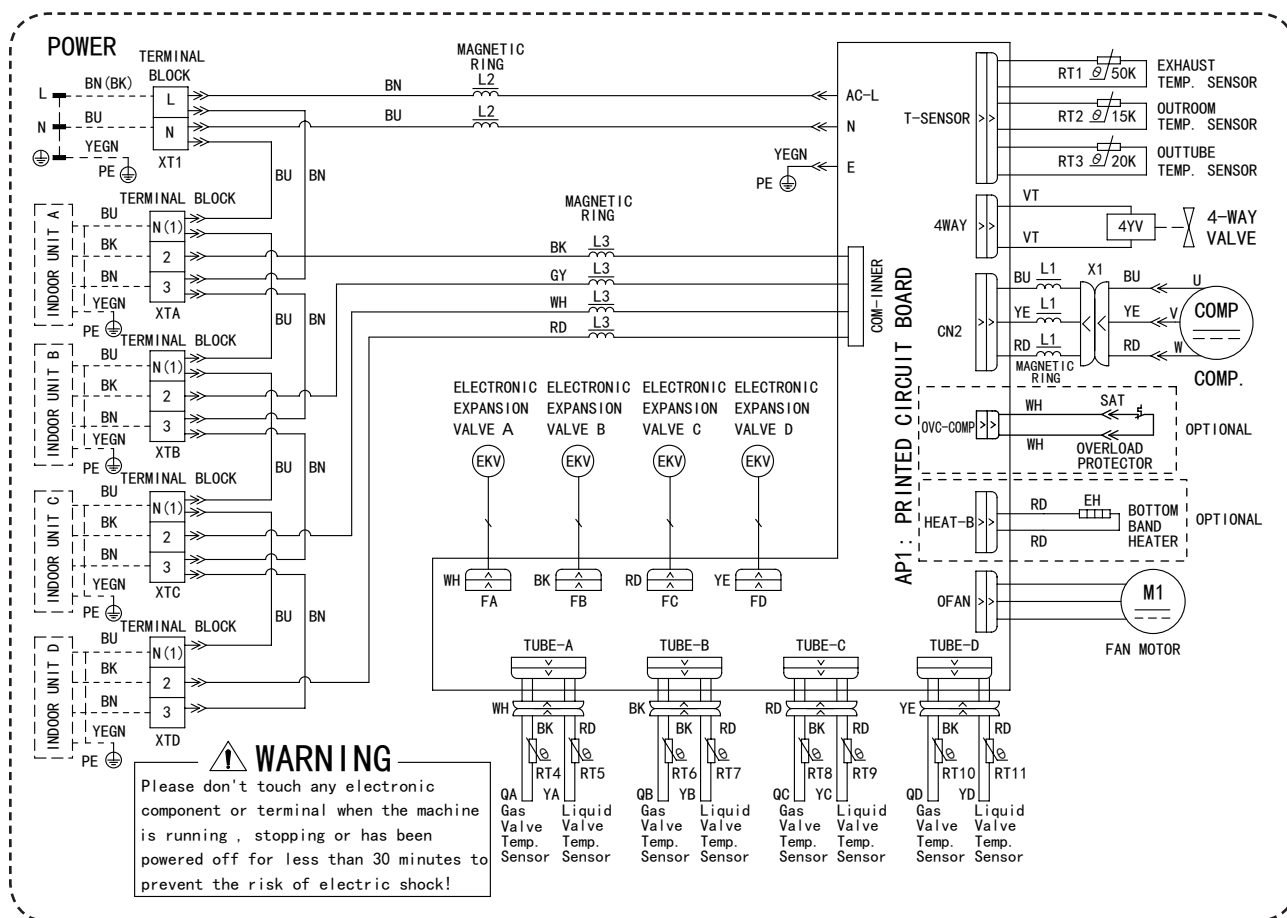 POWER
TERMINAL
BLOCK
L
BN(BK)
L
N
BU
N
YEGN
PE
XT1
BN
MAGNETIC
RING
L2
BU
L2
AC-L
N
YEGN
E
PE
BU
BN
TERMINAL BLOCK
INDOOR UNIT A
BU
N(1)
BK
2
BN
3
YEGN
PE
XTA
MAGNETIC
RING
BK
L3
GY
L3
WH
L3
RD
L3
COM-INNER
BU
BN
TERMINAL BLOCK
INDOOR UNIT B
BU
N(1)
BK
2
BN
3
YEGN
PE
XTB
BU
BN
TERMINAL BLOCK
INDOOR UNIT C
BU
N(1)
BK
2
BN
3
YEGN
PE
XTC
BU
BN
TERMINAL BLOCK
INDOOR UNIT D
BU
N(1)
BK
2
BN
3
YEGN
PE
XTD
ELECTRONIC
EXPANSION
VALVE A
EKV
WH
FA
ELECTRONIC
EXPANSION
VALVE B
EKV
BK
FB
ELECTRONIC
EXPANSION
VALVE C
EKV
RD
FC
ELECTRONIC
EXPANSION
VALVE D
EKV
YE
FD
AP1: PRINTED CIRCUIT BOARD
T-SENSOR
RT1 θ 50K
EXHAUST
TEMP. SENSOR
RT2 θ 15K
OUTROOM
TEMP. SENSOR
RT3 θ 20K
OUTTUBE
TEMP. SENSOR
4WAY
VT
VT
4YV
4-WAY
VALVE
CN2
BU
L1
X1
BU
U
YE
L1
YE
V
RD
L1
RD
W
MAGNETIC
RING
COMP
COMP.
OVC-COMP
WH
SAT
WH
OVERLOAD
PROTECTOR
OPTIONAL
HEAT-B
RD
EH
RD
BOTTOM
BAND
HEATER
OPTIONAL
OFAN
M1
FAN MOTOR
TUBE-A
WH
BK
RD
θ
θ
RT4
RT5
QA
YA
Gas
Valve
Temp.
Sensor
Liquid
Valve
Temp.
Sensor
TUBE-B
BK
BK
RD
θ
θ
RT6
RT7
QB
YB
Gas
Valve
Temp.
Sensor
Liquid
Valve
Temp.
Sensor
TUBE-C
RD
BK
RD
θ
θ
RT8
RT9
QC
YC
Gas
Valve
Temp.
Sensor
Liquid
Valve
Temp.
Sensor
TUBE-D
YE
BK
RD
θ
θ
RT10
RT11
QD
YD
Gas
Valve
Temp.
Sensor
Liquid
Valve
Temp.
Sensor
WARNING
Please don't touch any electronic
component or terminal when the machine
is running , stopping or has been
powered off for less than 30 minutes to
prevent the risk of electric shock!